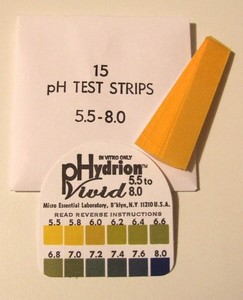 15
pH TEST STRIPS
5.5-8.0
IN VITRO ONLY
pHydrion™
Vivid
5.5 to
8.0
Micro Essential Laboratory, B'klyn, N.Y. 11210 U.S.A.
READ REVERSE INSTRUCTIONS
5.5 5.8 6.0 6.2 6.4 6.6
6.8 7.0 7.2 7.4 7.6 8.0